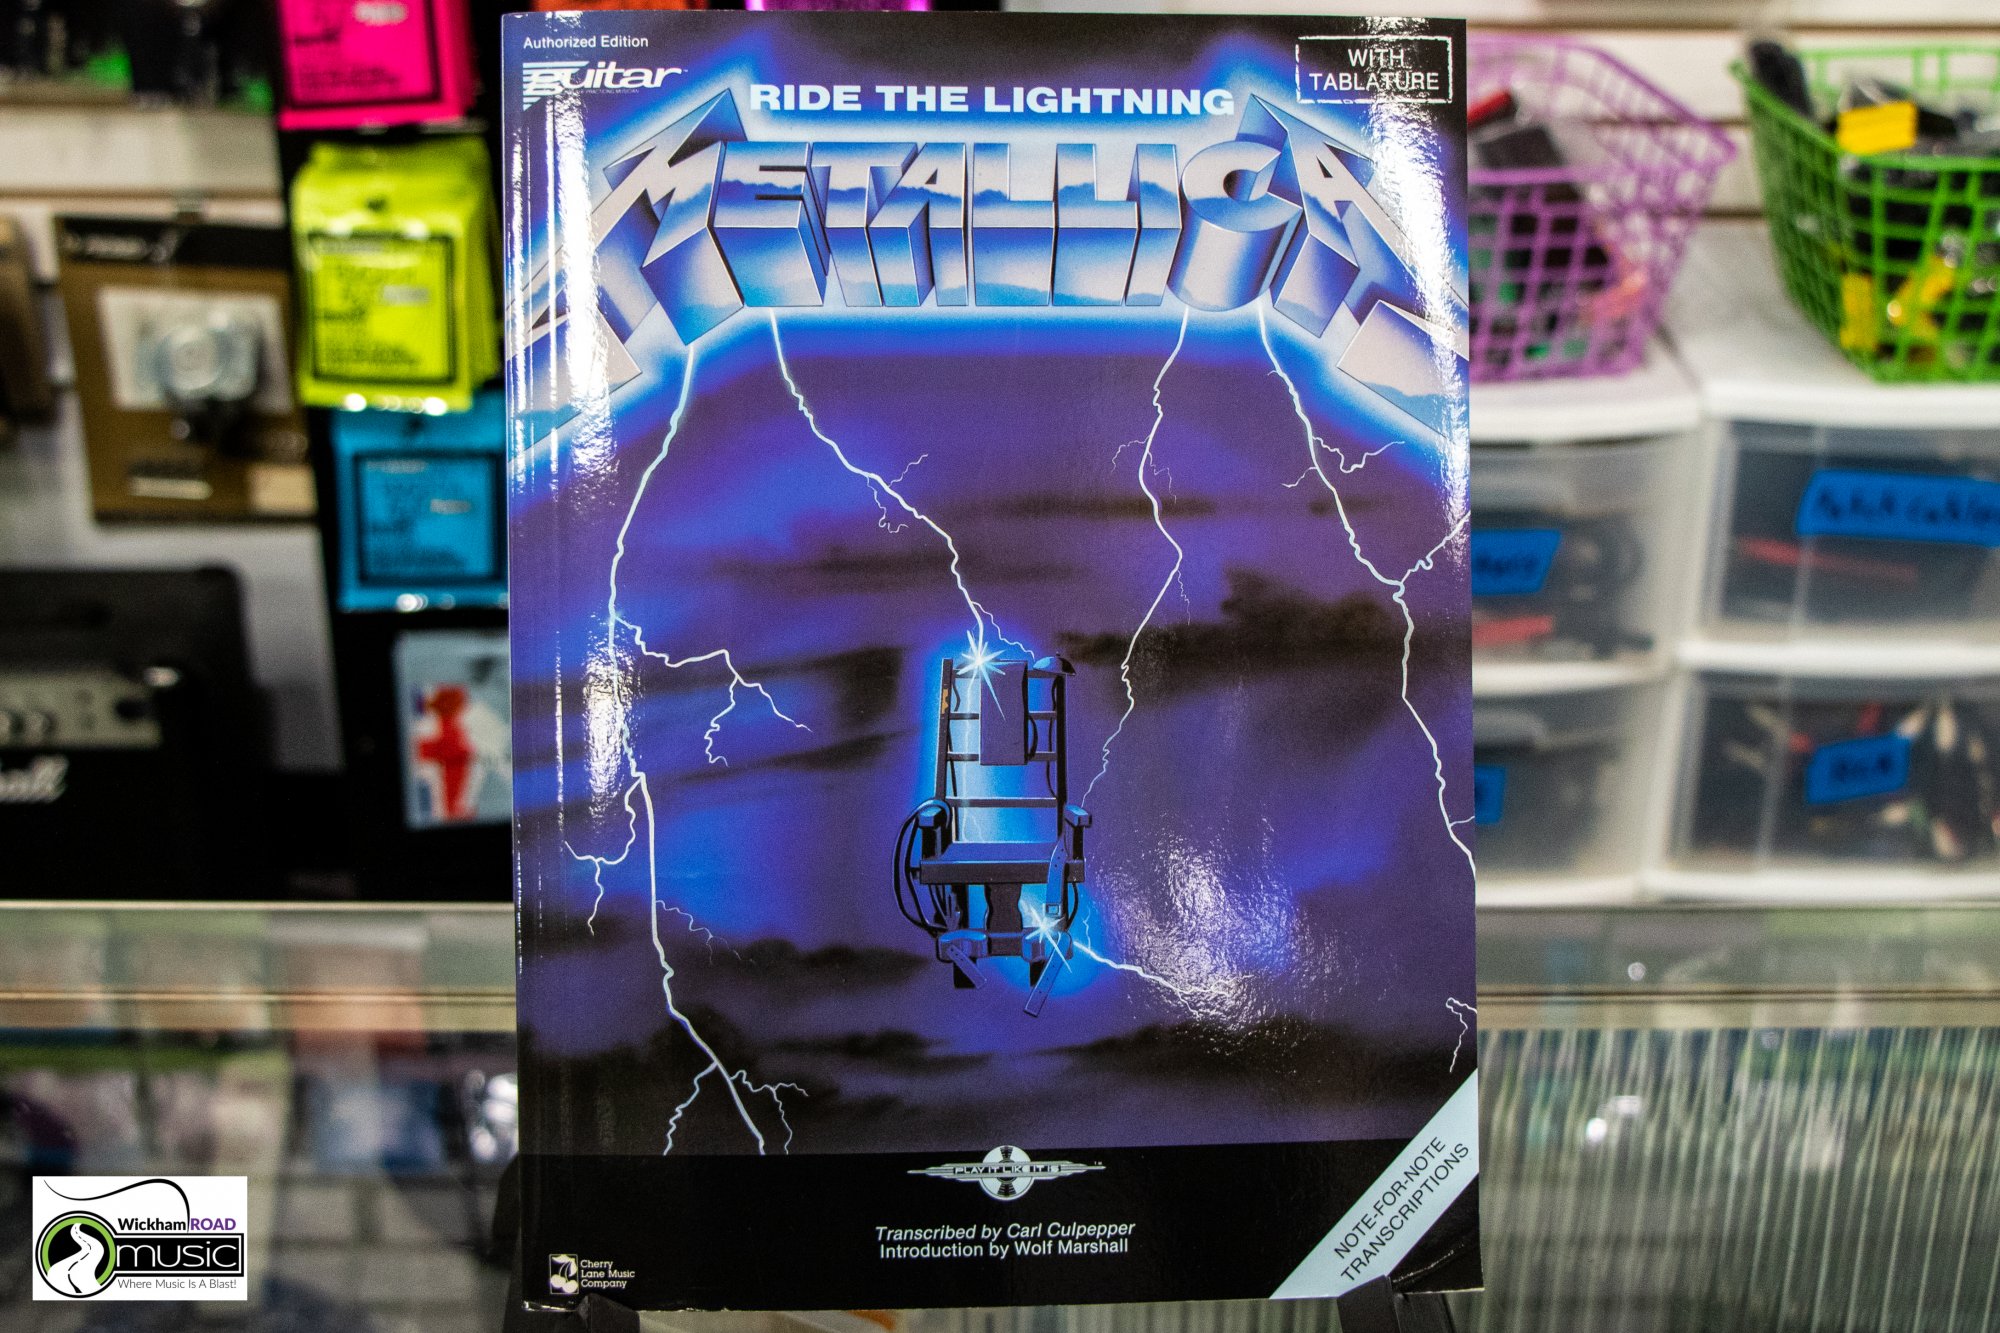 Authorized Edition
guitar
WITH
TABLATURE
RIDE THE LIGHTNING
METALLICA
PLAY IT LIKE IT IS
Transcribed by Carl Culpepper
Introduction by Wolf Marshall
NOTE-FOR-NOTE
TRANSCRIPTIONS
Cherry
Lane Music
Company
Wickham ROAD
music
Where Music Is A Blast!